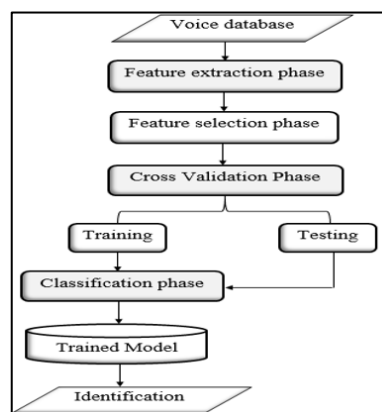 Voice database
Feature extraction phase
Feature selection phase
Cross Validation Phase
Training
Testing
Classification phase
Trained Model
Identification